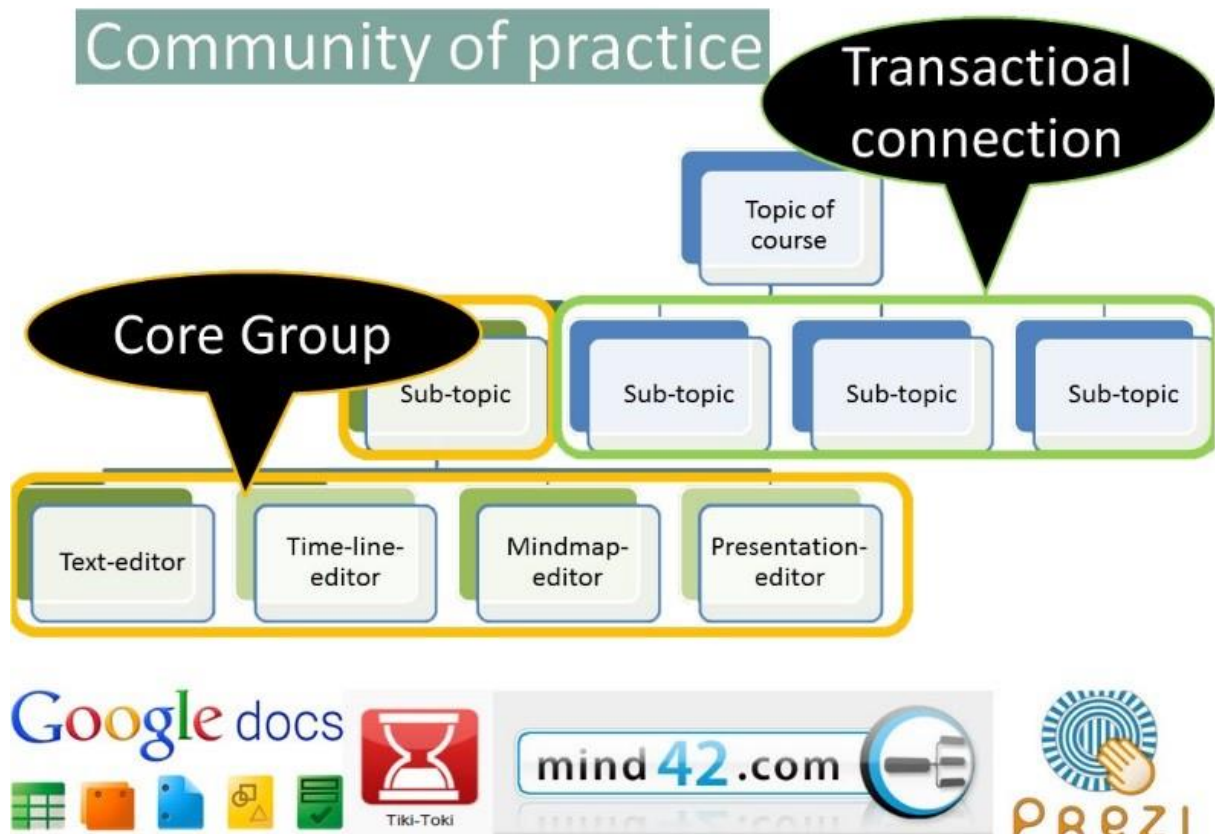 Community of practice
Transactioal
connection
Topic of
course
Core Group
Sub-topic
Sub-topic
Sub-topic
Sub-topic
Text-editor
Time-line-
editor
Mindmap-
editor
Presentation-
editor
Google docs
Tiki-Toki
mind42.com
PREZI